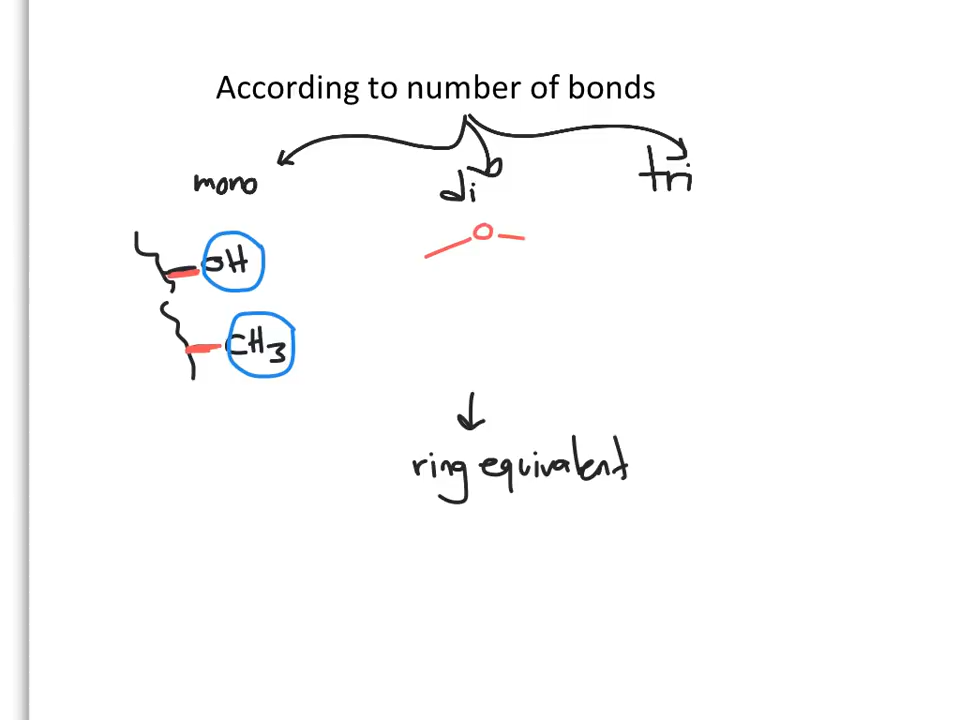 According to number of bonds
mono
di
tri
O
OH
CH3
ring equivalent